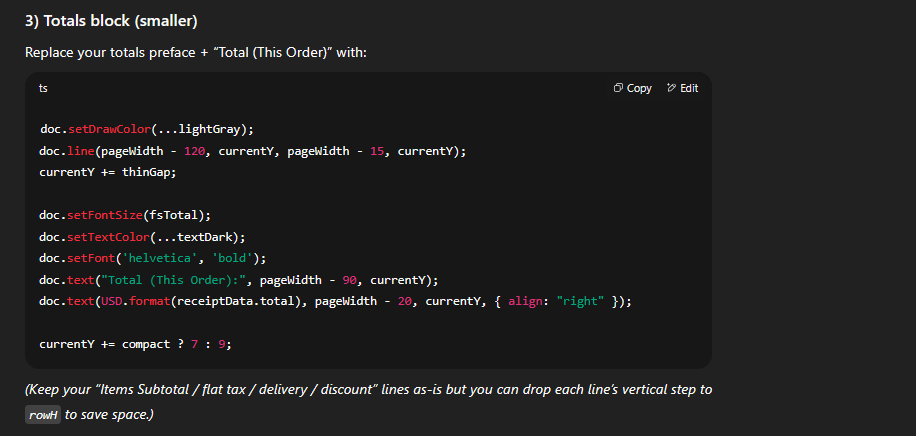 3) Totals block (smaller)
Replace your totals preface + “Total (This Order)” with:
ts
Copy
Edit
doc.setDrawColor(...lightGray);
doc.line(pageWidth - 120, currentY, pageWidth - 15, currentY);
currentY += thinGap;
doc.setFontSize(fsTotal);
doc.setTextColor(...textDark);
doc.setFont('helvetica', 'bold');
doc.text("Total (This Order):", pageWidth - 90, currentY);
doc.text(USD.format(receiptData.total), pageWidth - 20, currentY, { align: "right" });
currentY += compact ? 7 : 9;
(Keep your “Items Subtotal / flat tax / delivery / discount” lines as-is but you can drop each line’s vertical step to
rowH to save space.)